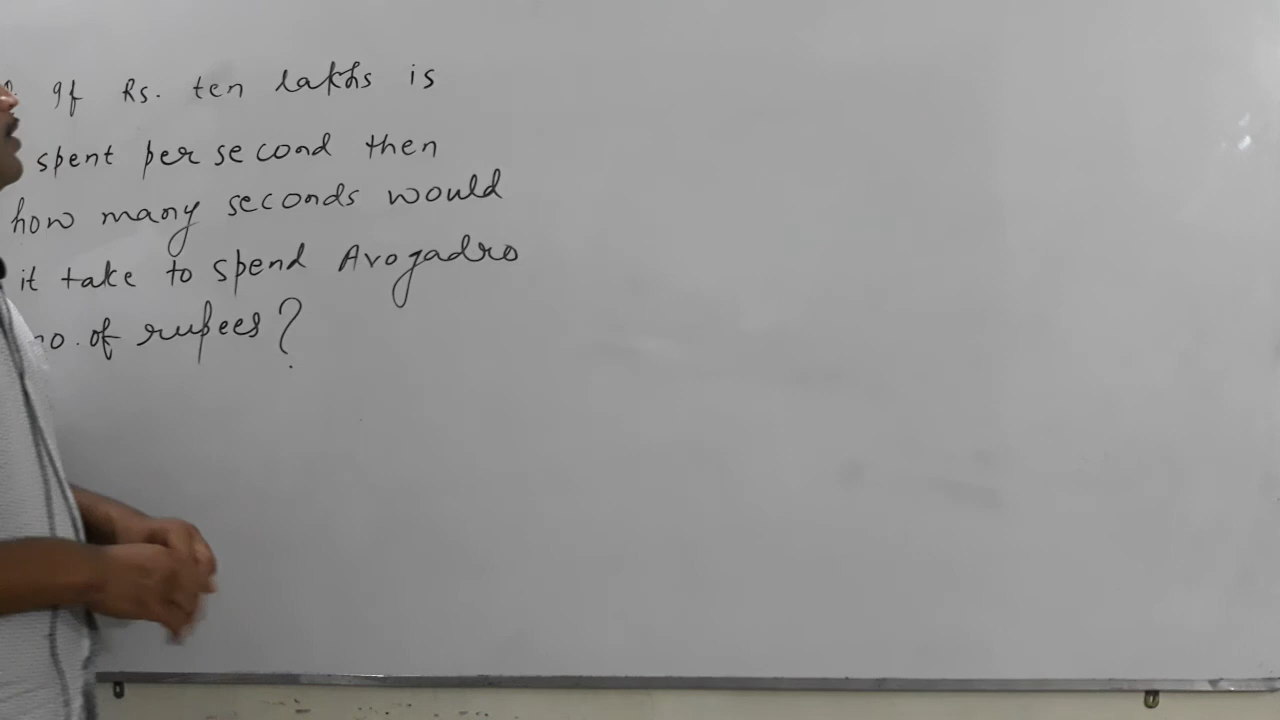 If Rs. ten lakhs is
spent per second then
how many seconds would
it take to spend Avogadro
no. of rupees?